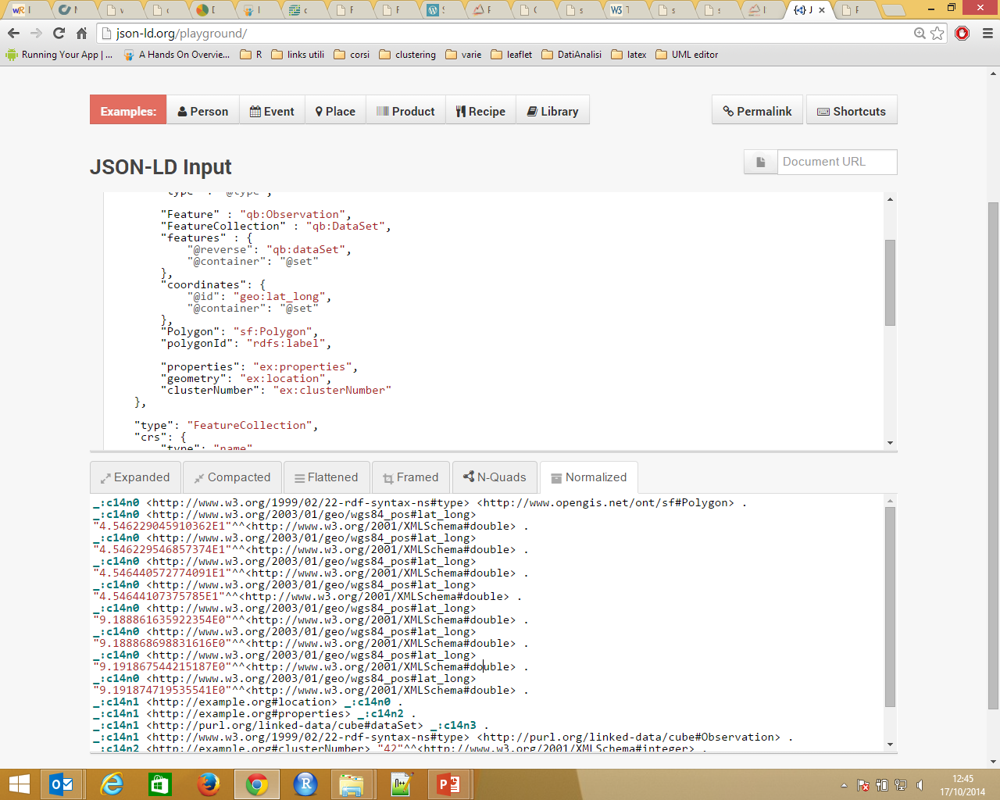 json-ld.org/playground/
Running Your App | ...
A Hands On Overvie...
R
links utili
corsi
clustering
varie
leaflet
DatiAnalisi
latex
UML editor
Examples:
Person
Event
Place
Product
Recipe
Library
Permalink
Shortcuts
JSON-LD Input
Document URL
"type" : "@type",
"Feature" : "qb:Observation",
"FeatureCollection" : "qb:DataSet",
"features" : {
"@reverse": "qb:dataSet",
"@container": "@set"
},
"coordinates": {
"@id": "geo:lat_long",
"@container": "@set"
},
"Polygon": "sf:Polygon",
"polygonId": "rdfs:label",
"properties": "ex:properties",
"geometry": "ex:location",
"clusterNumber": "ex:clusterNumber"
},
"type": "FeatureCollection",
"crs": {
"type": "name"
Expanded
Compacted
Flattened
Framed
N-Quads
Normalized
_:c14n0 <http://www.w3.org/1999/02/22-rdf-syntax-ns#type> <http://www.opengis.net/ont/sf#Polygon> .
_:c14n0 <http://www.w3.org/2003/01/geo/wgs84_pos#lat_long>
"4.546229045910362E1"^^<http://www.w3.org/2001/XMLSchema#double> .
_:c14n0 <http://www.w3.org/2003/01/geo/wgs84_pos#lat_long>
"4.546229546857374E1"^^<http://www.w3.org/2001/XMLSchema#double> .
_:c14n0 <http://www.w3.org/2003/01/geo/wgs84_pos#lat_long>
"4.546440572774091E1"^^<http://www.w3.org/2001/XMLSchema#double> .
_:c14n0 <http://www.w3.org/2003/01/geo/wgs84_pos#lat_long>
"4.54644107375785E1"^^<http://www.w3.org/2001/XMLSchema#double> .
_:c14n0 <http://www.w3.org/2003/01/geo/wgs84_pos#lat_long>
"9.188861635922354E0"^^<http://www.w3.org/2001/XMLSchema#double> .
_:c14n0 <http://www.w3.org/2003/01/geo/wgs84_pos#lat_long>
"9.188868698831616E0"^^<http://www.w3.org/2001/XMLSchema#double> .
_:c14n0 <http://www.w3.org/2003/01/geo/wgs84_pos#lat_long>
"9.191867544215187E0"^^<http://www.w3.org/2001/XMLSchema#double> .
_:c14n0 <http://www.w3.org/2003/01/geo/wgs84_pos#lat_long>
"9.191874719535541E0"^^<http://www.w3.org/2001/XMLSchema#double> .
_:c14n1 <http://example.org#location> _:c14n0 .
_:c14n1 <http://example.org#properties> _:c14n2 .
_:c14n1 <http://purl.org/linked-data/cube#dataSet> _:c14n3 .
_:c14n1 <http://www.w3.org/1999/02/22-rdf-syntax-ns#type> <http://purl.org/linked-data/cube#Observation> .
_:c14n2 <http://example.org#clusterNumber> "42"^^<http://www.w3.org/2001/XMLSchema#integer> .
12:45
17/10/2014